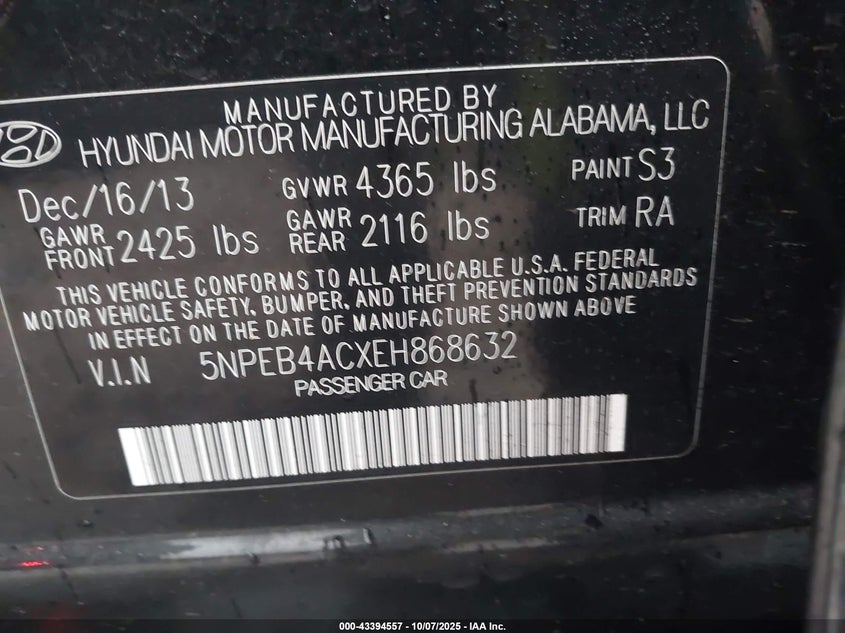 MANUFACTURED BY
HYUNDAI MOTOR MANUFACTURING ALABAMA, LLC
Dec/16/13 GVWR 4365 lbs PAINT S3
GAWR FRONT 2425 lbs GAWR REAR 2116 lbs TRIM RA
THIS VEHICLE CONFORMS TO ALL APPLICABLE U.S.A. FEDERAL
MOTOR VEHICLE SAFETY, BUMPER, AND THEFT PREVENTION STANDARDS
IN EFFECT ON THE DATE OF MANUFACTURE SHOWN ABOVE
V.I.N 5NPEB4ACXEH868632
PASSENGER CAR
000-43394557 - 10/07/2025 - IAA Inc.